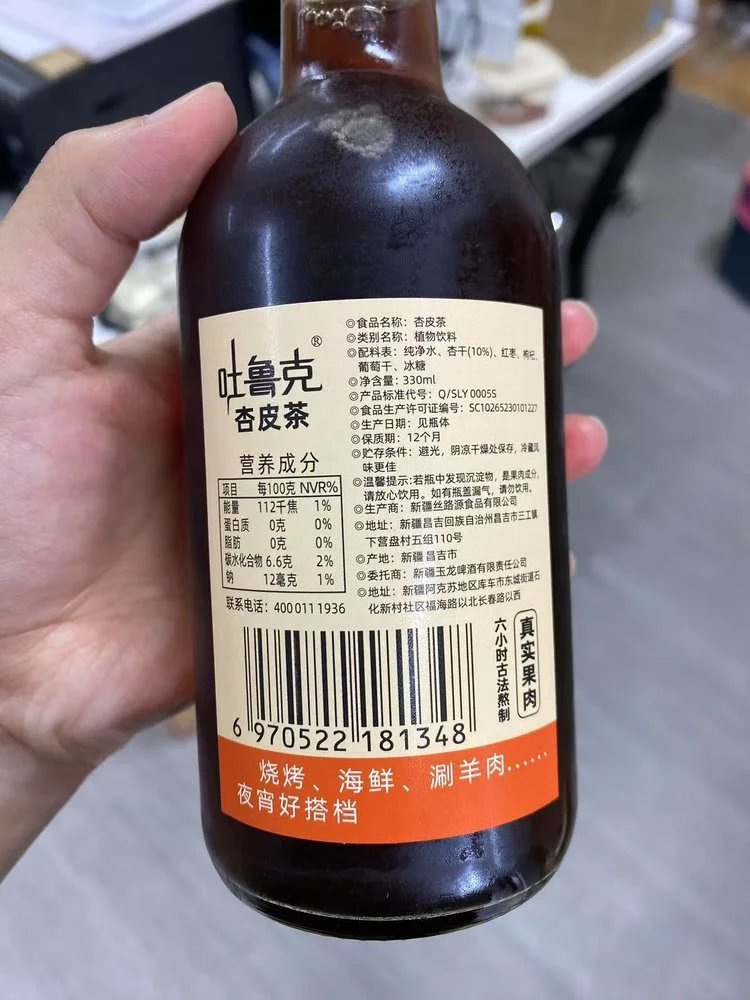 吐鲁克®
杏皮茶
营养成分
项目 每100克 NVR%
能量 112千焦 1%
蛋白质 0克 0%
脂肪 0克 0%
碳水化合物 6.6克 2%
钠 12毫克 1%
联系电话：400 011 1936
◎食品名称：杏皮茶
◎类别名称：植物饮料
◎配料表：纯净水、杏干(10%)、红枣、枸杞、
葡萄干、冰糖
◎净含量：330ml
◎产品标准代号：Q/SLY 0005S
◎食品生产许可证编号：SC10265230101227
◎生产日期：见瓶体
◎保质期：12个月
◎贮存条件：避光，阴凉干燥处保存，冷藏风
味更佳
◎温馨提示:若瓶中发现沉淀物，是果肉成分，
请放心饮用。如有瓶盖漏气，请勿饮用。
◎生产商：新疆丝路源食品有限公司
◎地址：新疆昌吉回族自治州昌吉市三工镇
下营盘村五组110号
◎产地：新疆昌吉市
◎委托商：新疆玉龙啤酒有限责任公司
◎地址：新疆阿克苏地区库车市东城街道石
化新村社区福海路以北长春路以西
6 970522 181348
六小时古法熬制
真实果肉
烧烤、海鲜、涮羊肉......
夜宵好搭档